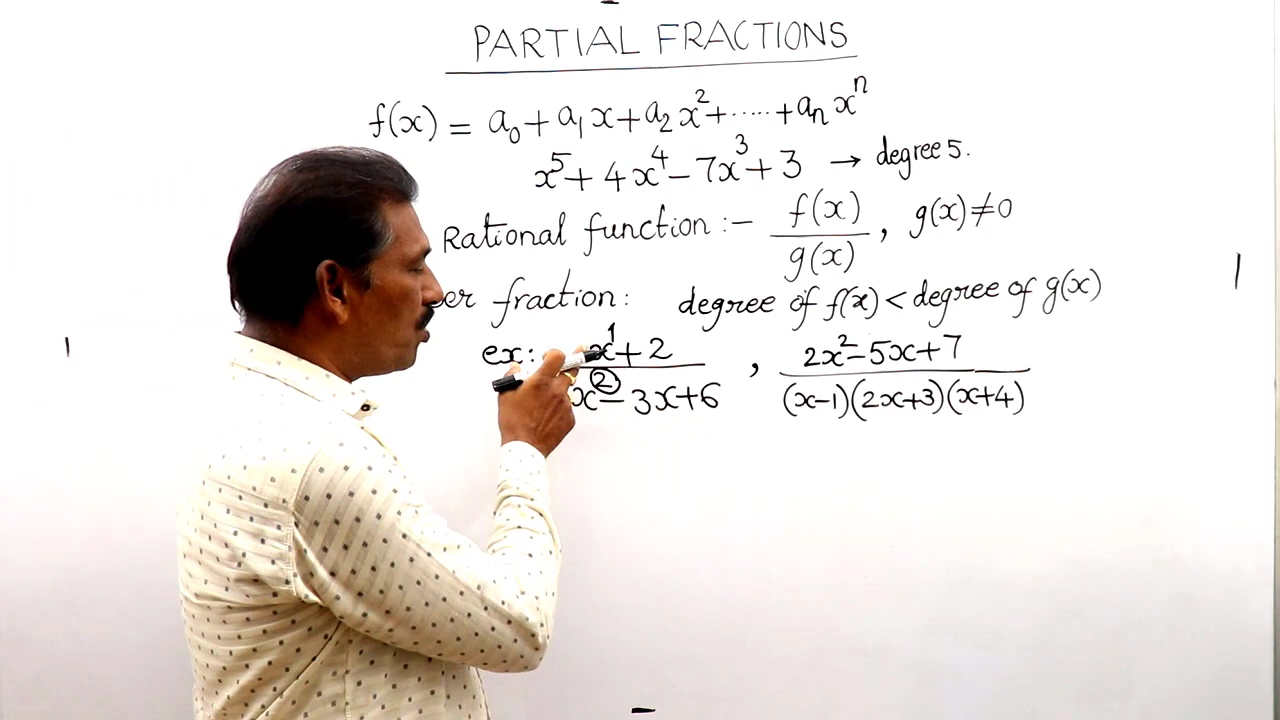 PARTIAL FRACTIONS
f(x) = a₀ + a₁x + a₂x² + ..... + aₙxⁿ
x⁵ + 4x⁴ - 7x³ + 3 → degree 5.
Rational function :- f(x) / g(x) , g(x) ≠ 0
fraction : degree of f(x) < degree of g(x)
ex: x¹ + 2 / x² - 3x + 6 , 2x² - 5x + 7 / (x-1)(2x+3)(x+4)